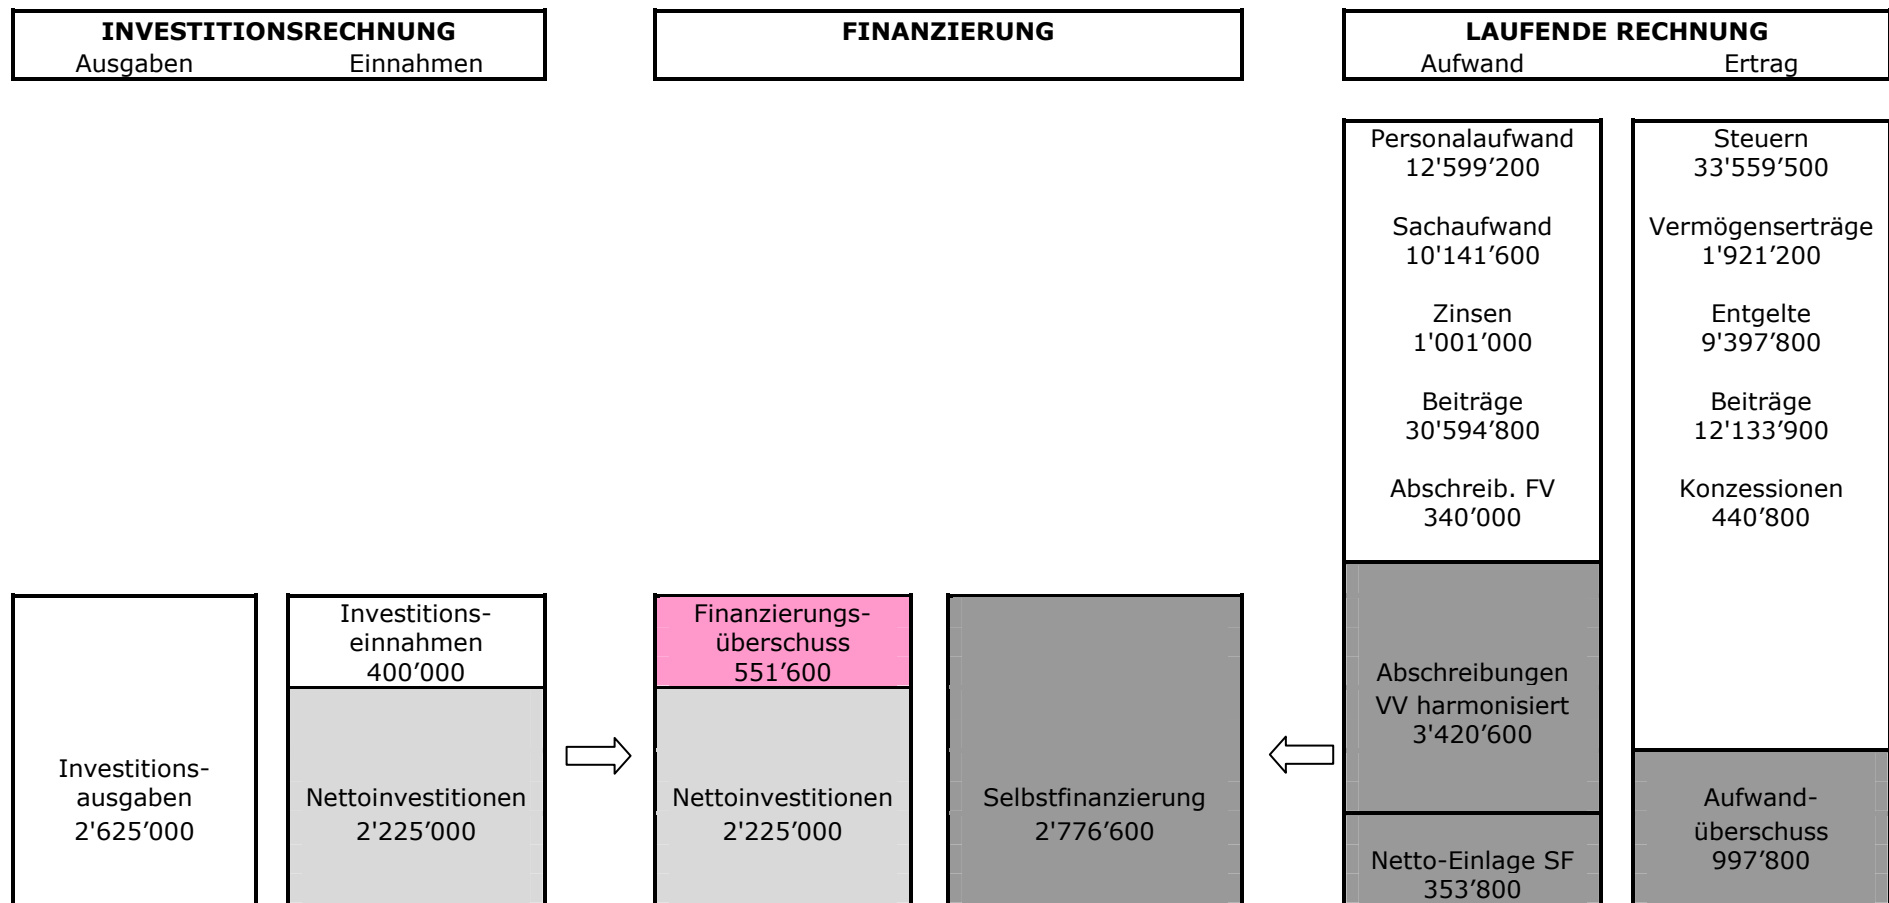 INVESTITIONSRECHNUNG
Ausgaben Einnahmen
FINANZIERUNG
LAUFENDE RECHNUNG
Aufwand Ertrag
Personalaufwand
12'599’200
Sachaufwand
10'141’600
Zinsen
1'001’000
Beiträge
30'594’800
Abschreib. FV
340’000
Steuern
33'559’500
Vermögenserträge
1’921’200
Entgelte
9'397’800
Beiträge
12'133’900
Konzessionen
440’800
Investitions-
ausgaben
2'625’000
Investitions-
einnahmen
400’000
Nettoinvestitionen
2'225’000
Finanzierungs-
überschuss
551’600
Nettoinvestitionen
2'225’000
Selbstfinanzierung
2'776’600
Abschreibungen
VV harmonisiert
3'420’600
Netto-Einlage SF
353’800
Aufwand-
überschuss
997’800